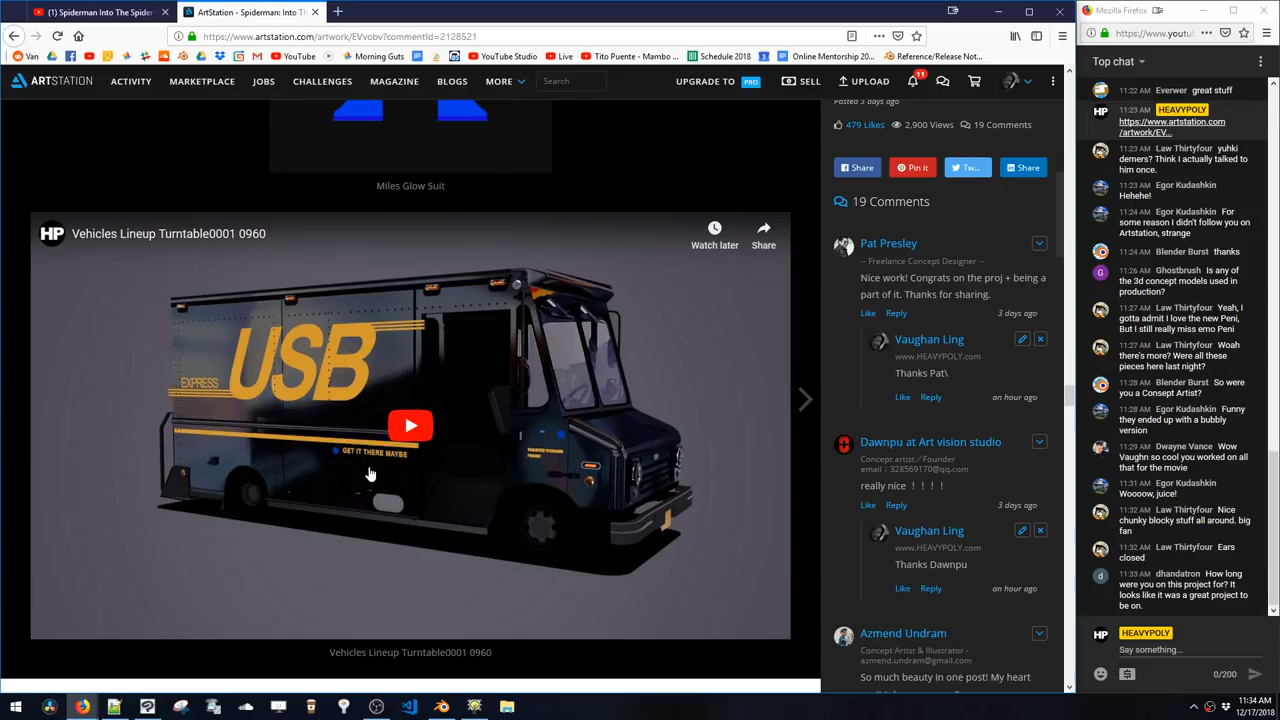 (1) Spiderman Into The Spider
ArtStation - Spiderman: Into The
Mozilla Firefox
https://www.artstation.com/artwork/EVvobv?commentId=2128521
https://www.youtu
Van
YouTube
Morning Guts
YouTube Studio
Live
Tito Puente - Mambo
Schedule 2018
Online Mentorship 20
Reference/Release Not...
Top chat
ARTSTATION
ACTIVITY
MARKETPLACE
JOBS
CHALLENGES
MAGAZINE
BLOGS
MORE
Search
UPGRADE TO PRO
SELL
UPLOAD
11
Posted 3 days ago
479 Likes
2,900 Views
19 Comments
Miles Glow Suit
Share
Pin it
Tw...
Share
19 Comments
HP
Vehicles Lineup Turntable0001 0960
Watch later
Share
EXPRESS
USB
GET IT THERE MAYBE
Vehicles Lineup Turntable0001 0960
Pat Presley
-- Freelance Concept Designer --
Nice work! Congrats on the proj + being a
part of it. Thanks for sharing,
Like Reply 3 days ago
Vaughan Ling
www.HEAVYPOLY.com
Thanks Pat\
Like Reply an hour ago
Dawnpu at Art vision studio
Concept artist／Founder
email：328569170@qq.com
really nice ！！！！
Like Reply 3 days ago
Vaughan Ling
www.HEAVYPOLY.com
Thanks Dawnpu
Like Reply an hour ago
Azmend Undram
Concept Artist & Illustrator -
azmend.undram@gmail.com
So much beauty in one post! My heart
11:22 AM Everwer great stuff
HP
11:23 AM HEAVYPOLY
https://www.artstation.com
/artwork/EV...
11:23 AM Law Thirtyfour yuhki
demers? Think I actually talked to
him once.
11:23 AM Egor Kudashkin
Hehehe!
11:24 AM Egor Kudashkin For
some reason I didn't follow you on
Artstation, strange
11:24 AM Blender Burst thanks
G
11:26 AM Ghostbrush Is any of
the 3d concept models used in
production?
11:27 AM Law Thirtyfour Yeah, I
gotta admit I love the new Peni,
But I still really miss emo Peni
11:27 AM Law Thirtyfour Woah
there's more? Were all these
pieces here last night?
11:28 AM Blender Burst So were
you a Consept Artist?
11:28 AM Egor Kudashkin Funny
they ended up with a bubbly
version
11:29 AM Dwayne Vance Wow
Vaughn so cool you worked on all
that for the movie
11:31 AM Egor Kudashkin
Woooow, juice!
11:32 AM Law Thirtyfour Nice
chunky blocky stuff all around. big
fan
11:32 AM Law Thirtyfour Ears
closed
d
11:33 AM dhandatron How long
were you on this project for? It
looks like it was a great project to
be on.
HP
HEAVYPOLY
Say something...
0/200
11:34 AM
12/17/2018